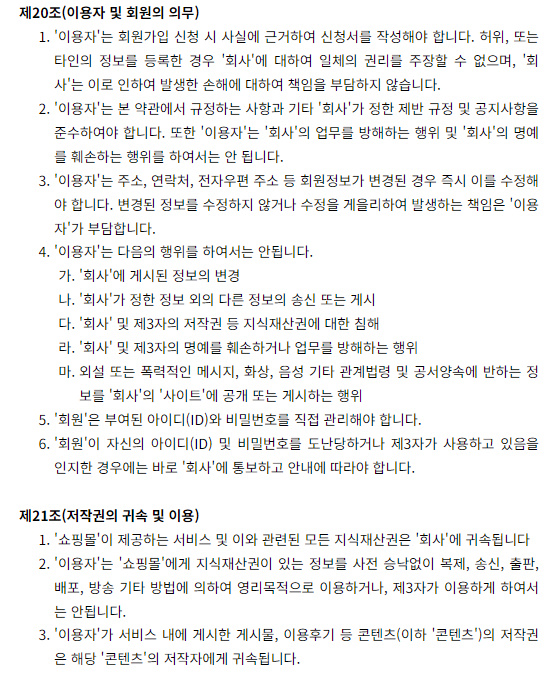 제20조(이용자 및 회원의 의무)
1. '이용자'는 회원가입 신청 시 사실에 근거하여 신청서를 작성해야 합니다. 허위, 또는
타인의 정보를 등록한 경우 '회사'에 대하여 일체의 권리를 주장할 수 없으며, '회
사'는 이로 인하여 발생한 손해에 대하여 책임을 부담하지 않습니다.
2. '이용자'는 본 약관에서 규정하는 사항과 기타 '회사'가 정한 제반 규정 및 공지사항을
준수하여야 합니다. 또한 '이용자'는 '회사'의 업무를 방해하는 행위 및 '회사'의 명예
를 훼손하는 행위를 하여서는 안 됩니다.
3. '이용자'는 주소, 연락처, 전자우편 주소 등 회원정보가 변경된 경우 즉시 이를 수정해
야 합니다. 변경된 정보를 수정하지 않거나 수정을 게을리하여 발생하는 책임은 '이용
자'가 부담합니다.
4. '이용자'는 다음의 행위를 하여서는 안됩니다.
가. '회사'에 게시된 정보의 변경
나. '회사'가 정한 정보 외의 다른 정보의 송신 또는 게시
다. '회사' 및 제3자의 저작권 등 지식재산권에 대한 침해
라. '회사' 및 제3자의 명예를 훼손하거나 업무를 방해하는 행위
마. 외설 또는 폭력적인 메시지, 화상, 음성 기타 관계법령 및 공서양속에 반하는 정
보를 '회사'의 '사이트'에 공개 또는 게시하는 행위
5. '회원'은 부여된 아이디(ID)와 비밀번호를 직접 관리해야 합니다.
6. '회원'이 자신의 아이디(ID) 및 비밀번호를 도난당하거나 제3자가 사용하고 있음을
인지한 경우에는 바로 '회사'에 통보하고 안내에 따라야 합니다.
제21조(저작권의 귀속 및 이용)
1. '쇼핑몰'이 제공하는 서비스 및 이와 관련된 모든 지식재산권은 '회사'에 귀속됩니다
2. '이용자'는 '쇼핑몰'에게 지식재산권이 있는 정보를 사전 승낙없이 복제, 송신, 출판,
배포, 방송 기타 방법에 의하여 영리목적으로 이용하거나, 제3자가 이용하게 하여서
는 안됩니다.
3. '이용자'가 서비스 내에 게시한 게시물, 이용후기 등 콘텐츠(이하 '콘텐츠')의 저작권
은 해당 '콘텐츠'의 저작자에게 귀속됩니다.